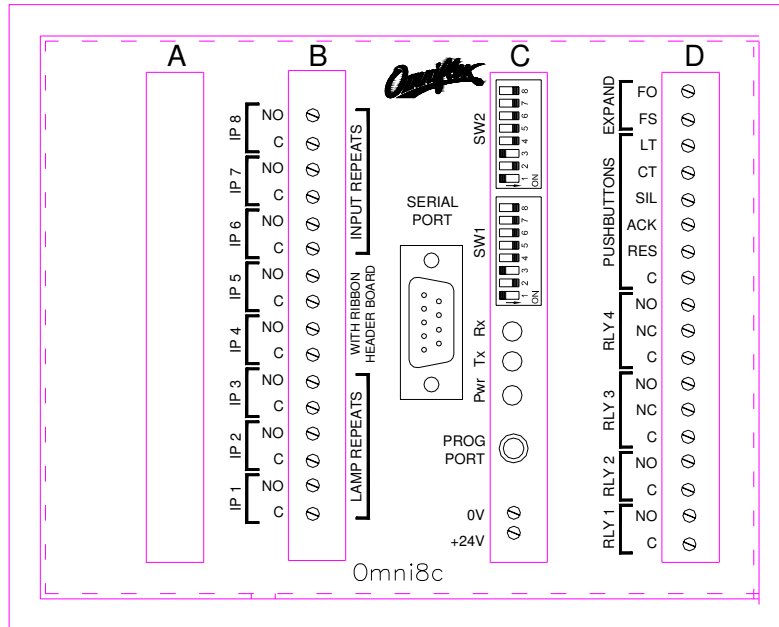 A
B
C
D
Omniflex
IP 8
NO
C
IP 7
NO
C
IP 6
NO
C
IP 5
NO
C
IP 4
NO
C
IP 3
NO
C
IP 2
NO
C
IP 1
NO
C
INPUT REPEATS
WITH RIBBON
HEADER BOARD
LAMP REPEATS
SERIAL
PORT
SW2
8
7
6
5
4
3
2
1
ON
SW1
8
7
6
5
4
3
2
1
ON
Rx
Tx
Pwr
PROG
PORT
0V
+24V
EXPAND
FO
FS
PUSHBUTTONS
LT
CT
SIL
ACK
RES
C
RLY 4
NO
NC
C
RLY 3
NO
NC
C
RLY 2
NO
C
RLY 1
NO
C
Omni8c